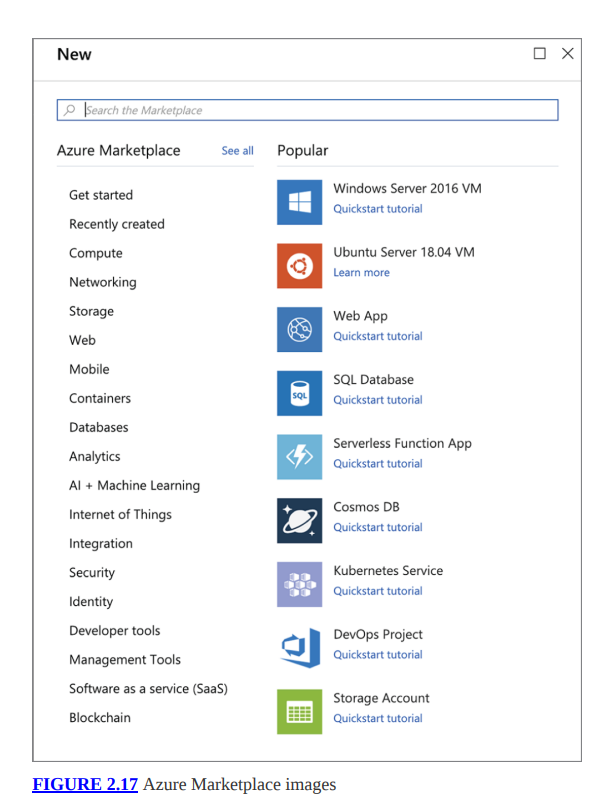 New
Search the Marketplace
Azure Marketplace
See all
Get started
Recently created
Compute
Networking
Storage
Web
Mobile
Containers
Databases
Analytics
AI + Machine Learning
Internet of Things
Integration
Security
Identity
Developer tools
Management Tools
Software as a service (SaaS)
Blockchain
Popular
Windows Server 2016 VM
Quickstart tutorial
Ubuntu Server 18.04 VM
Learn more
Web App
Quickstart tutorial
SQL
SQL Database
Quickstart tutorial
Serverless Function App
Quickstart tutorial
Cosmos DB
Quickstart tutorial
Kubernetes Service
Quickstart tutorial
DevOps Project
Quickstart tutorial
Storage Account
Quickstart tutorial
FIGURE 2.17 Azure Marketplace images